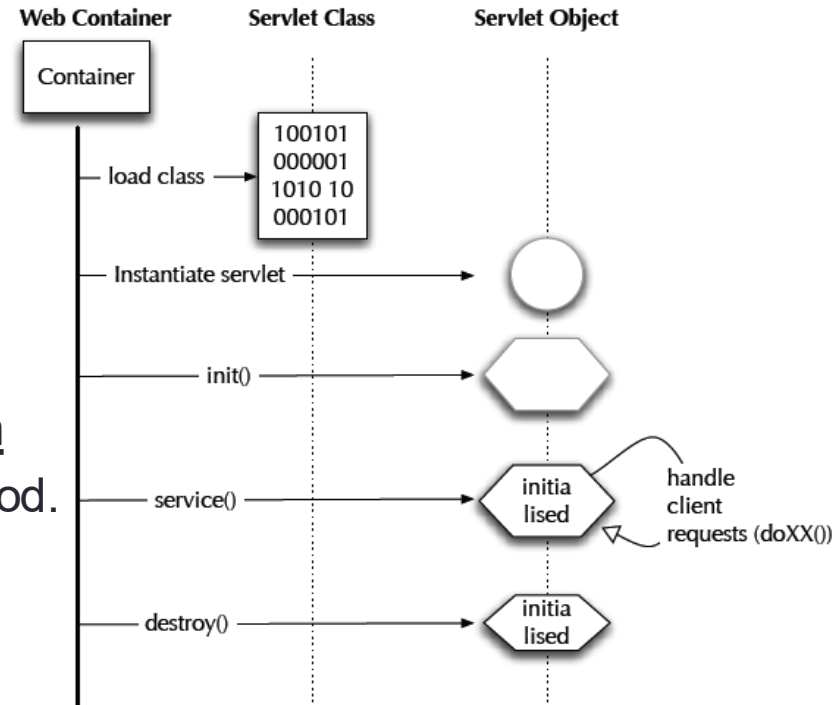 Web Container
Servlet Class
Servlet Object
Container
100101
000001
1010 10
000101
load class
Instantiate servlet
init()
od.
service()
initia
lised
handle
client
requests (doXX())
destroy()
initia
lised